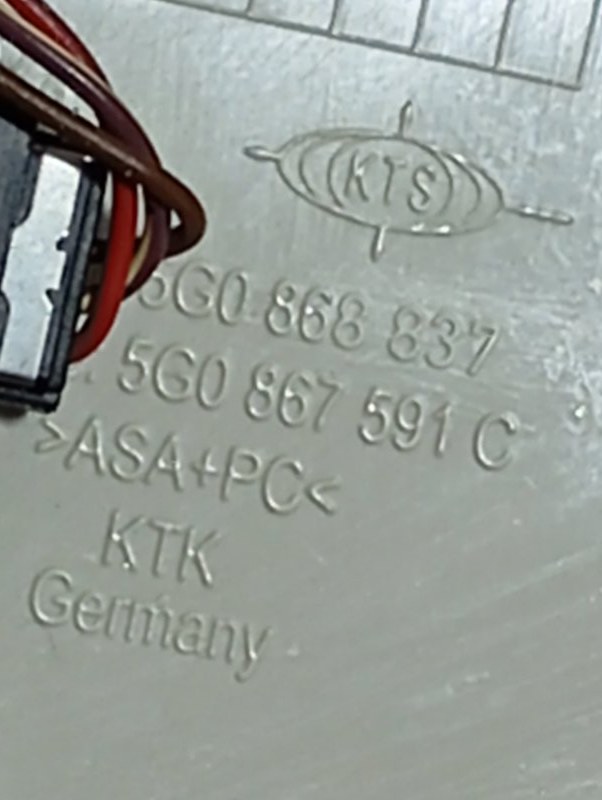 KTS
5G0 868 837
5G0 867 591 C
>ASA+PC<
KTK
Germany